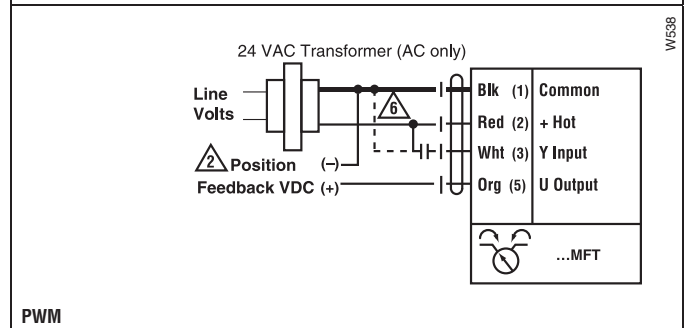 W538
24 VAC Transformer (AC only)
Line
Volts
6
2 Position (–)
Feedback VDC (+)
Blk (1) Common
Red (2) + Hot
Wht (3) Y Input
Org (5) U Output
...MFT
PWM